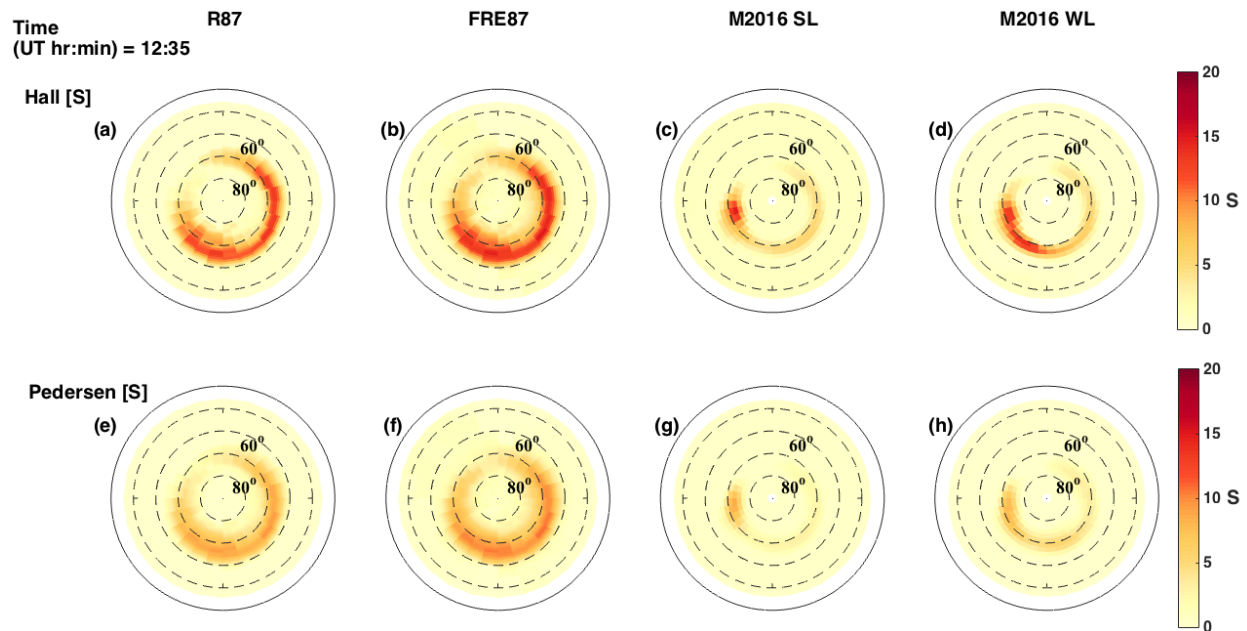 R87 FRE87 M2016 SL M2016 WL
Time
(UT hr:min) = 12:35
Hall [S]
(a) 60° 80°
(b) 60° 80°
(c) 60° 80°
(d) 60° 80°
20
15
10 S
5
0
Pedersen [S]
(e) 60° 80°
(f) 60° 80°
(g) 60° 80°
(h) 60° 80°
20
15
10 S
5
0